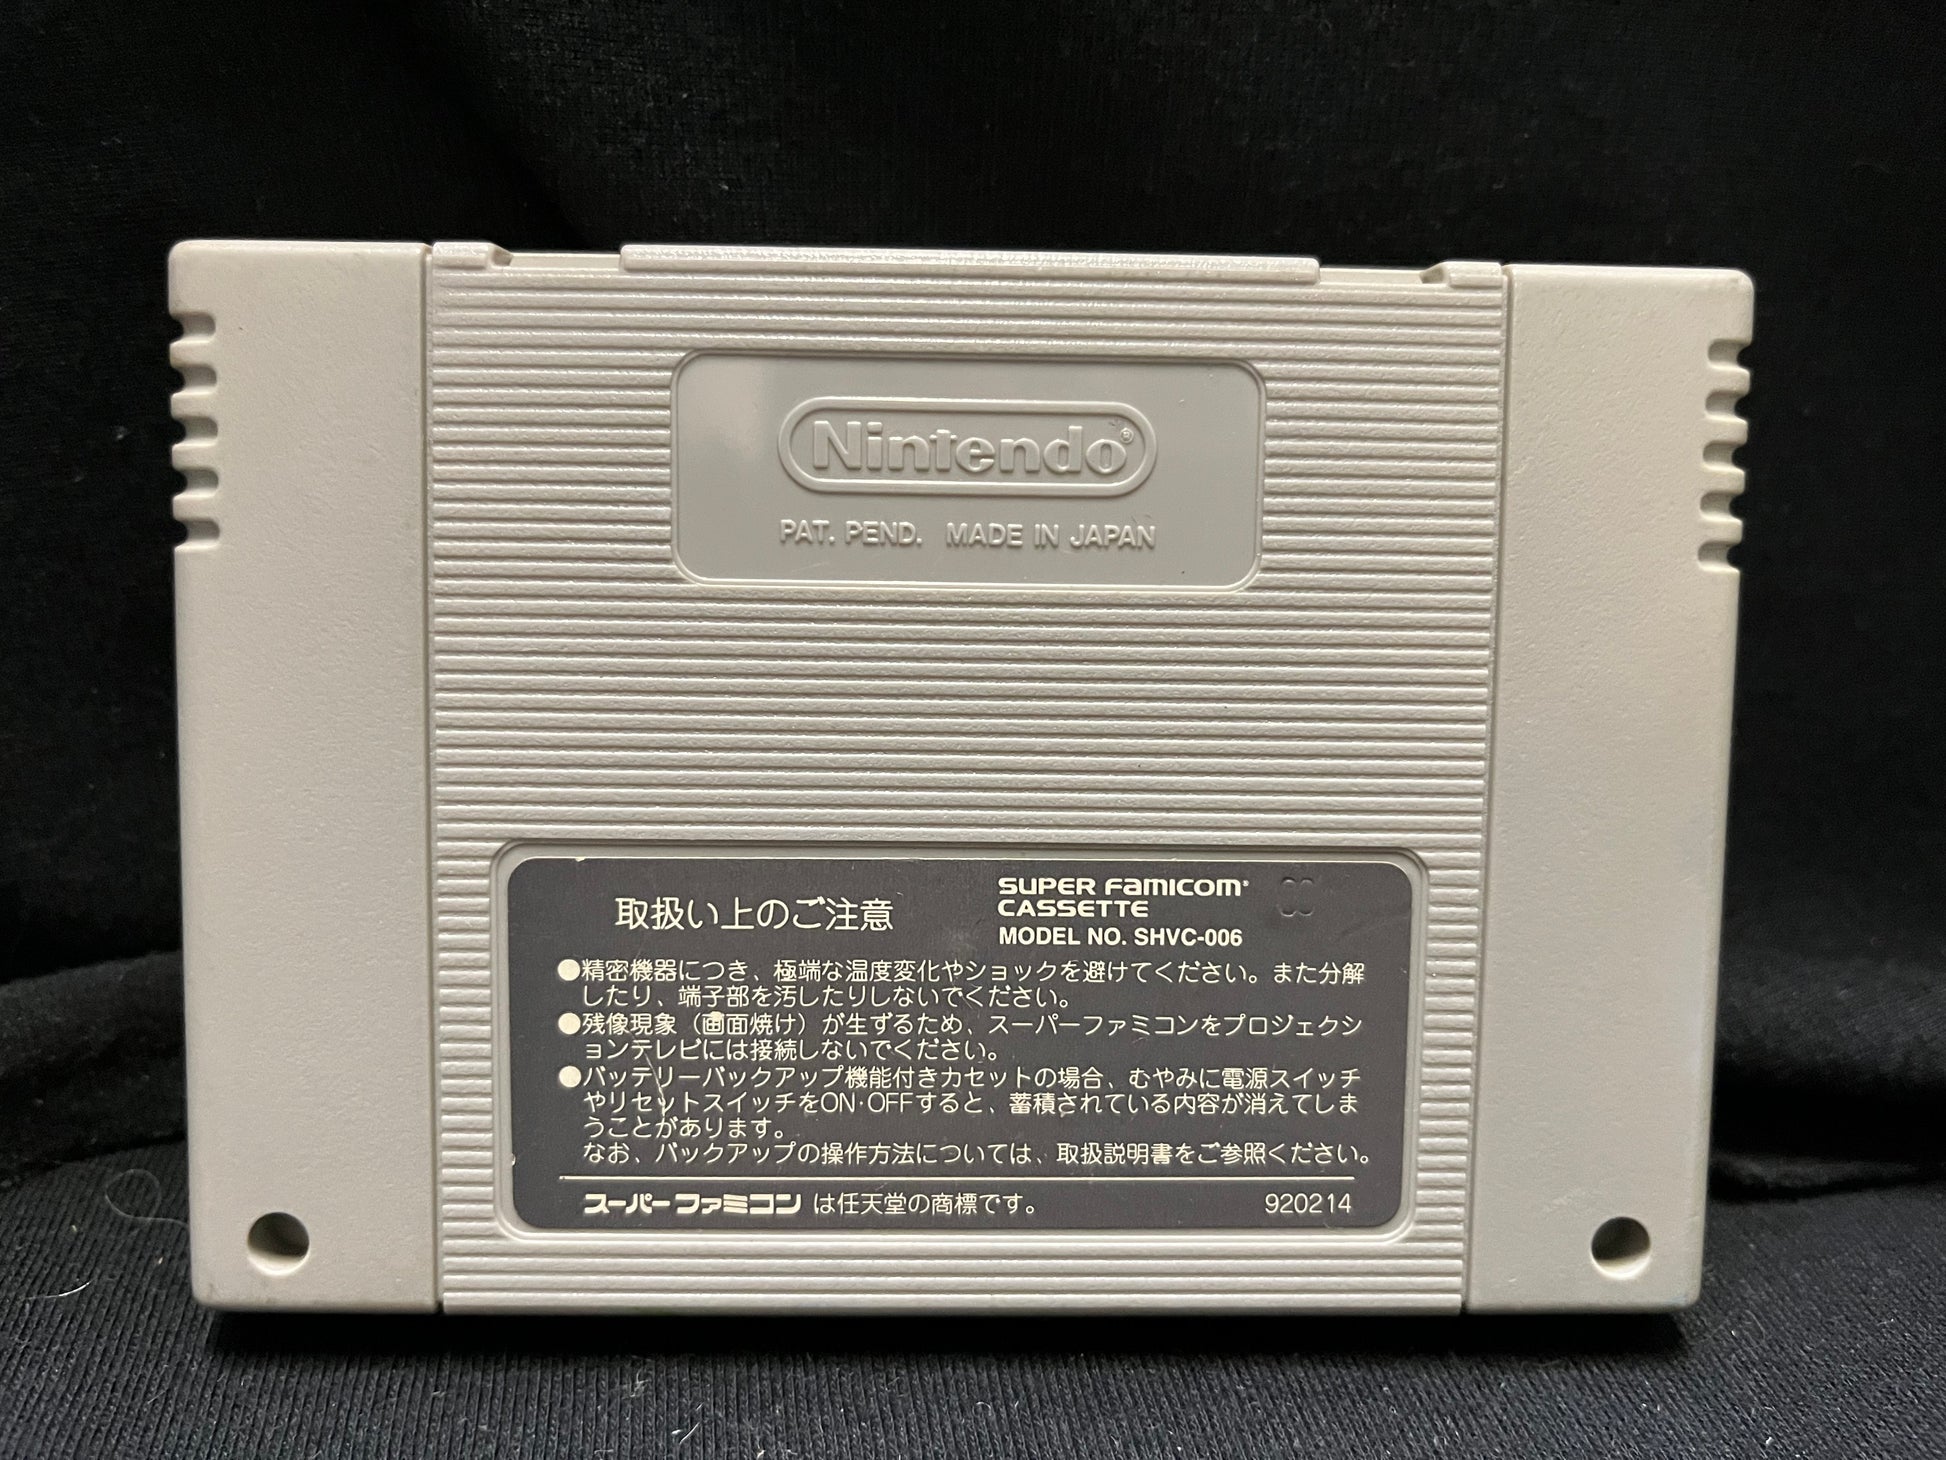 Nintendo®
PAT. PEND. MADE IN JAPAN
取扱い上のご注意
SUPER FAMICOM®
CASSETTE
MODEL NO. SHVC-006
●精密機器につき、極端な温度変化やショックを避けてください。また分解
したり、端子部を汚したりしないでください。
●残像現象（画面焼け）が生ずるため、スーパーファミコンをプロジェクシ
ョンテレビには接続しないでください。
●バッテリーバックアップ機能付きカセットの場合、むやみに電源スイッチ
やリセットスイッチをON·OFFすると、蓄積されている内容が消えてしま
うことがあります。
なお、バックアップの操作方法については、取扱説明書をご参照ください。
スーパーファミコン は任天堂の商標です。
920214